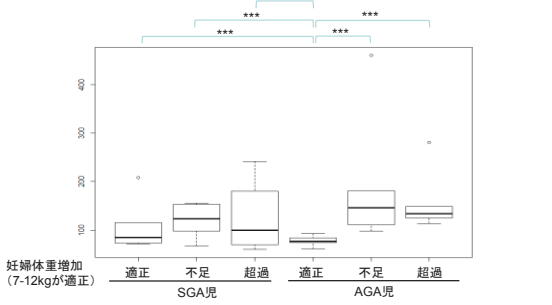 ***
***
***
***
400
300
200
100
妊婦体重増加
(7-12kgが適正)
適正 不足 超過 適正 不足 超過
SGA児 AGA児